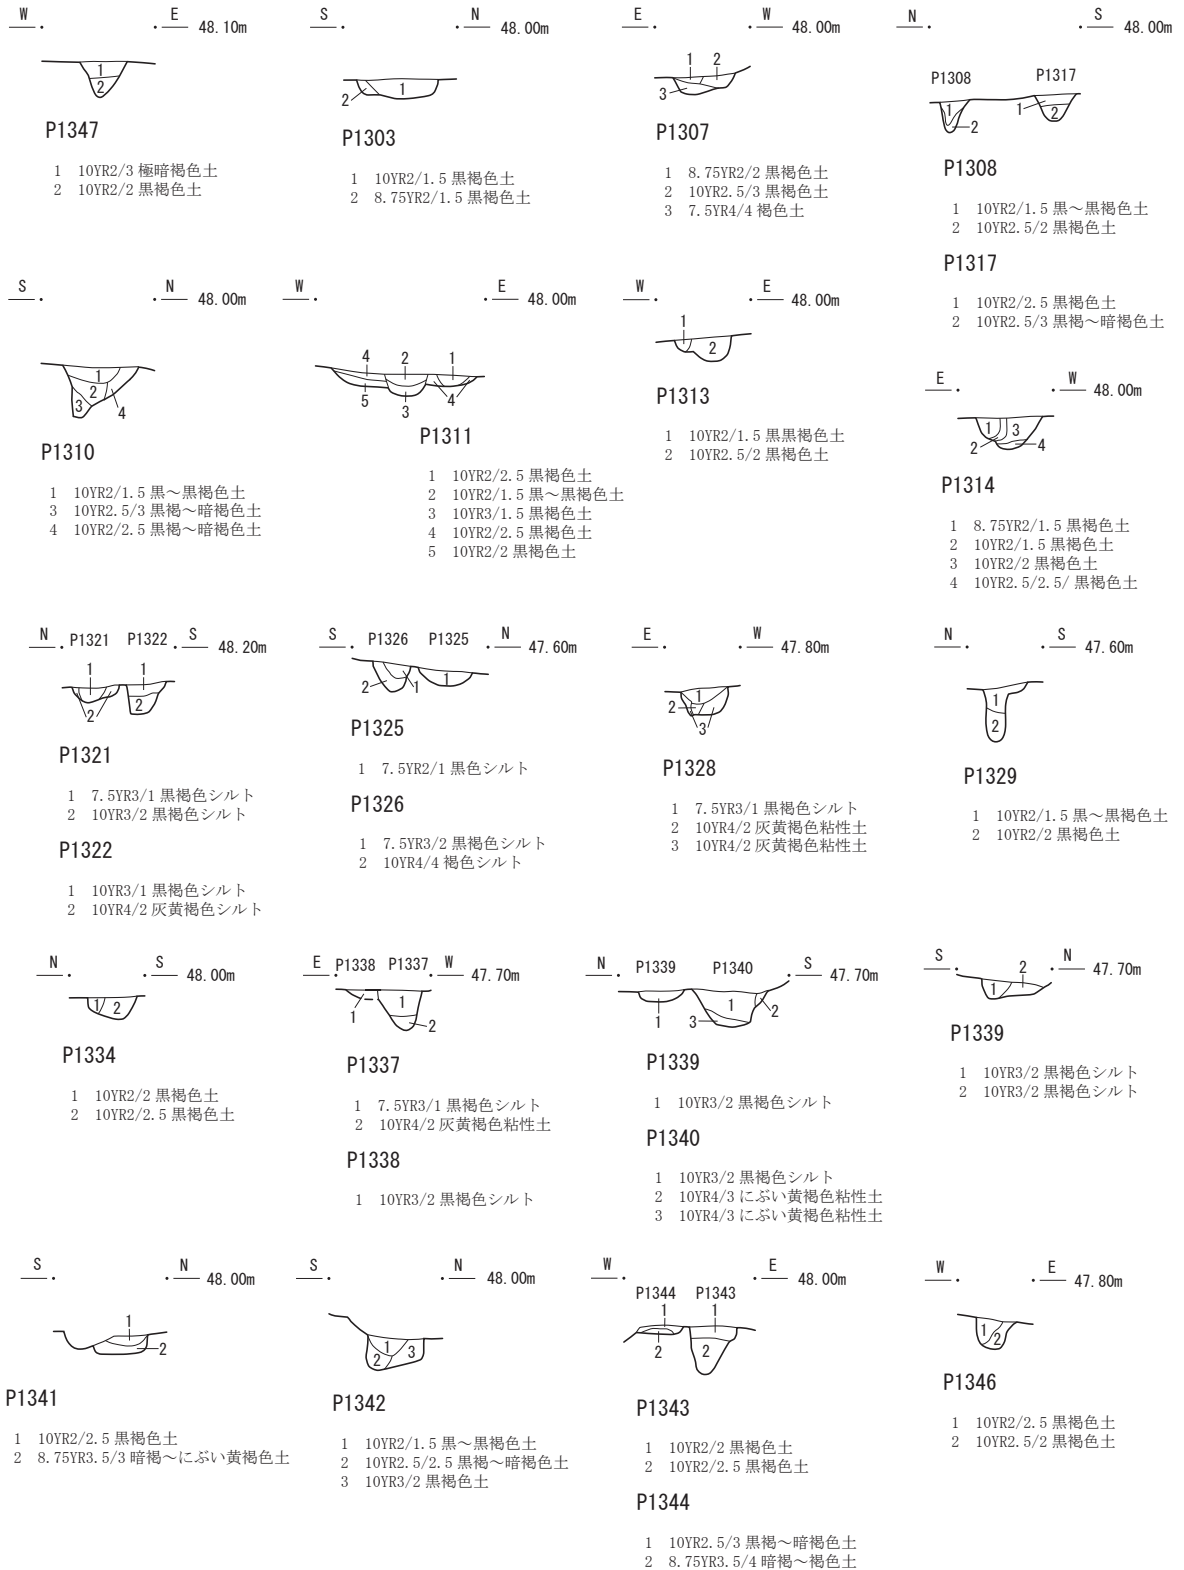 W E 48.10m
1
2
P1347
1 10YR2/3 極暗褐色土
2 10YR2/2 黒褐色土
S N 48.00m
2 1
P1303
1 10YR2/1.5 黒褐色土
2 8.75YR2/1.5 黒褐色土
E W 48.00m
1 2
3
P1307
1 8.75YR2/2 黒褐色土
2 10YR2.5/3 黒褐色土
3 7.5YR4/4 褐色土
N S 48.00m
P1308 P1317
1 2 1 2
P1308
1 10YR2/1.5 黒～黒褐色土
2 10YR2.5/2 黒褐色土
P1317
1 10YR2/2.5 黒褐色土
2 10YR2.5/3 黒褐～暗褐色土
S N 48.00m
1
2
3 4
P1310
1 10YR2/1.5 黒～黒褐色土
3 10YR2.5/3 黒褐～暗褐色土
4 10YR2/2.5 黒褐～暗褐色土
W E 48.00m
4 2 1
5 3 4
P1311
1 10YR2/2.5 黒褐色土
2 10YR2/1.5 黒～黒褐色土
3 10YR3/1.5 黒褐色土
4 10YR2/2.5 黒褐色土
5 10YR2/2 黒褐色土
W E 48.00m
1
2
P1313
1 10YR2/1.5 黒黒褐色土
2 10YR2.5/2 黒褐色土
E W 48.00m
1 3
2 4
P1314
1 8.75YR2/1.5 黒褐色土
2 10YR2/1.5 黒褐色土
3 10YR2/2 黒褐色土
4 10YR2.5/2.5/ 黒褐色土
N P1321 P1322 S 48.20m
1 1
2 2
P1321
1 7.5YR3/1 黒褐色シルト
2 10YR3/2 黒褐色シルト
P1322
1 10YR3/1 黒褐色シルト
2 10YR4/2 灰黄褐色シルト
S P1326 P1325 N 47.60m
2 1 1
P1325
1 7.5YR2/1 黒色シルト
P1326
1 7.5YR3/2 黒褐色シルト
2 10YR4/4 褐色シルト
E W 47.80m
1
2
3
P1328
1 7.5YR3/1 黒褐色シルト
2 10YR4/2 灰黄褐色粘性土
3 10YR4/2 灰黄褐色粘性土
N S 47.60m
1
2
P1329
1 10YR2/1.5 黒～黒褐色土
2 10YR2/2 黒褐色土
N S 48.00m
1 2
P1334
1 10YR2/2 黒褐色土
2 10YR2/2.5 黒褐色土
E P1338 P1337 W 47.70m
1
1 2
P1337
1 7.5YR3/1 黒褐色シルト
2 10YR4/2 灰黄褐色粘性土
P1338
1 10YR3/2 黒褐色シルト
N P1339 P1340 S 47.70m
1
1 3 2
P1339
1 10YR3/2 黒褐色シルト
P1340
1 10YR3/2 黒褐色シルト
2 10YR4/3 にぶい黄褐色粘性土
3 10YR4/3 にぶい黄褐色粘性土
S N 47.70m
2
1
P1339
1 10YR3/2 黒褐色シルト
2 10YR3/2 黒褐色シルト
S N 48.00m
1
2
P1341
1 10YR2/2.5 黒褐色土
2 8.75YR3.5/3 暗褐～にぶい黄褐色土
S N 48.00m
1
2 3
P1342
1 10YR2/1.5 黒～黒褐色土
2 10YR2.5/2.5 黒褐～暗褐色土
3 10YR3/2 黒褐色土
W E 48.00m
P1344 P1343
1 1
2 2
P1343
1 10YR2/2 黒褐色土
2 10YR2/2.5 黒褐色土
P1344
1 10YR2.5/3 黒褐～暗褐色土
2 8.75YR3.5/4 暗褐～褐色土
W E 47.80m
1 2
P1346
1 10YR2/2.5 黒褐色土
2 10YR2.5/2 黒褐色土